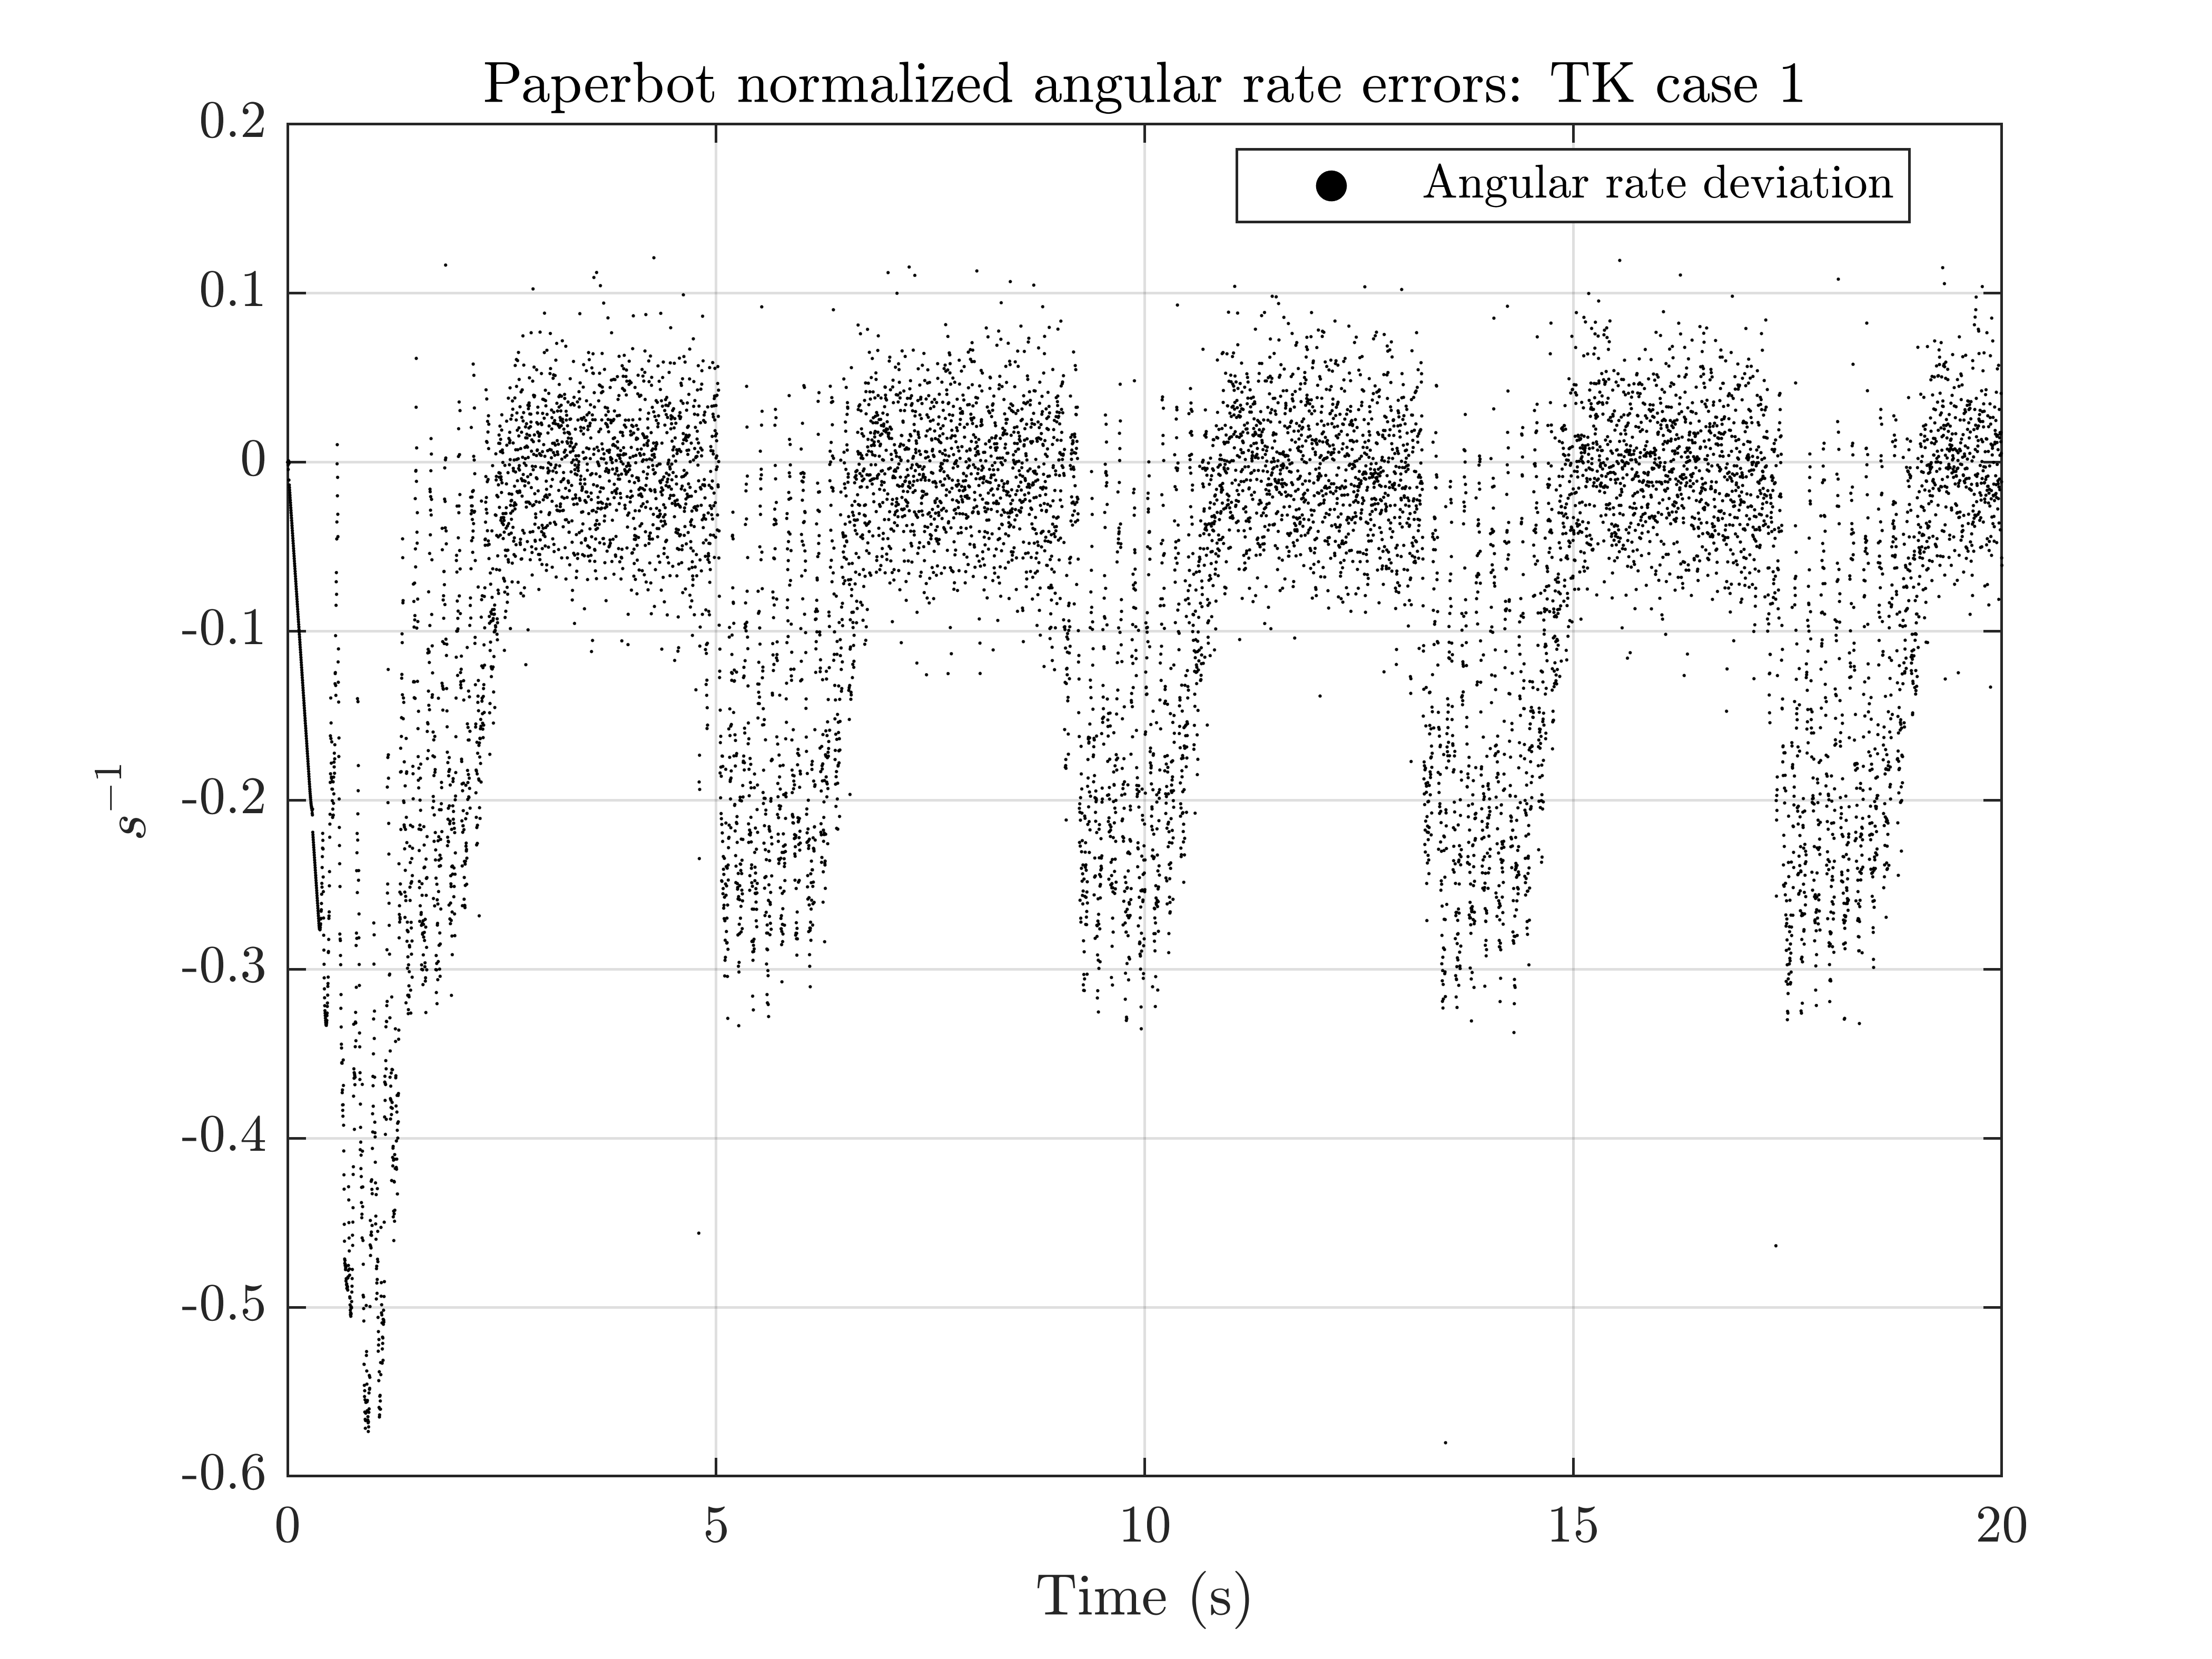 Paperbot normalized angular rate errors: TK case 1
Angular rate deviation
0.2
0.1
0
-0.1
-0.2
-0.3
-0.4
-0.5
-0.6
s⁻¹
0 5 10 15 20
Time (s)